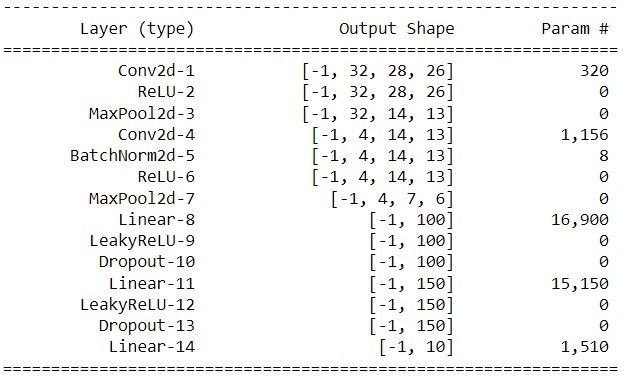 ----------------------------------------------------------------
Layer (type) Output Shape Param #
================================================================
Conv2d-1 [-1, 32, 28, 26] 320
ReLU-2 [-1, 32, 28, 26] 0
MaxPool2d-3 [-1, 32, 14, 13] 0
Conv2d-4 [-1, 4, 14, 13] 1,156
BatchNorm2d-5 [-1, 4, 14, 13] 8
ReLU-6 [-1, 4, 14, 13] 0
MaxPool2d-7 [-1, 4, 7, 6] 0
Linear-8 [-1, 100] 16,900
LeakyReLU-9 [-1, 100] 0
Dropout-10 [-1, 100] 0
Linear-11 [-1, 150] 15,150
LeakyReLU-12 [-1, 150] 0
Dropout-13 [-1, 150] 0
Linear-14 [-1, 10] 1,510
================================================================